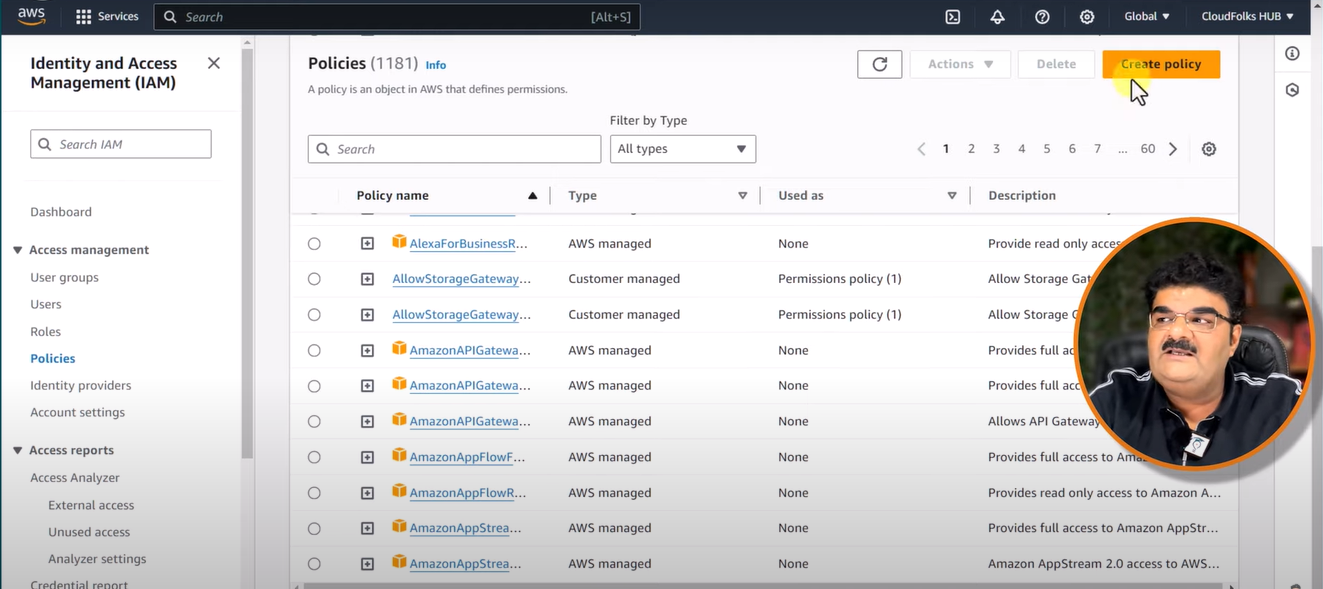 aws
Services
Search
[Alt+S]
Global
CloudFolks HUB
Identity and Access
Management (IAM)
Search IAM
Dashboard
Access management
User groups
Users
Roles
Policies
Identity providers
Account settings
Access reports
Access Analyzer
External access
Unused access
Analyzer settings
Credential report
Policies (1181) Info
Actions
Delete
Create policy
A policy is an object in AWS that defines permissions.
Filter by Type
Search
All types
1 2 3 4 5 6 7 ... 60
Policy name Type Used as Description
AlexaForBusinessR... AWS managed None Provide read only acce
AllowStorageGateway... Customer managed Permissions policy (1) Allow Storage Ga
AllowStorageGateway... Customer managed Permissions policy (1) Allow Storage
AmazonAPIGatewa... AWS managed None Provides full ac
AmazonAPIGatewa... AWS managed None Provides full acc
AmazonAPIGatewa... AWS managed None Allows API Gateway
AmazonAppFlowF... AWS managed None Provides full access to Ama
AmazonAppFlowR... AWS managed None Provides read only access to Amazon A...
AmazonAppStrea... AWS managed None Provides full access to Amazon AppStr...
AmazonAppStrea... AWS managed None Amazon AppStream 2.0 access to AWS...